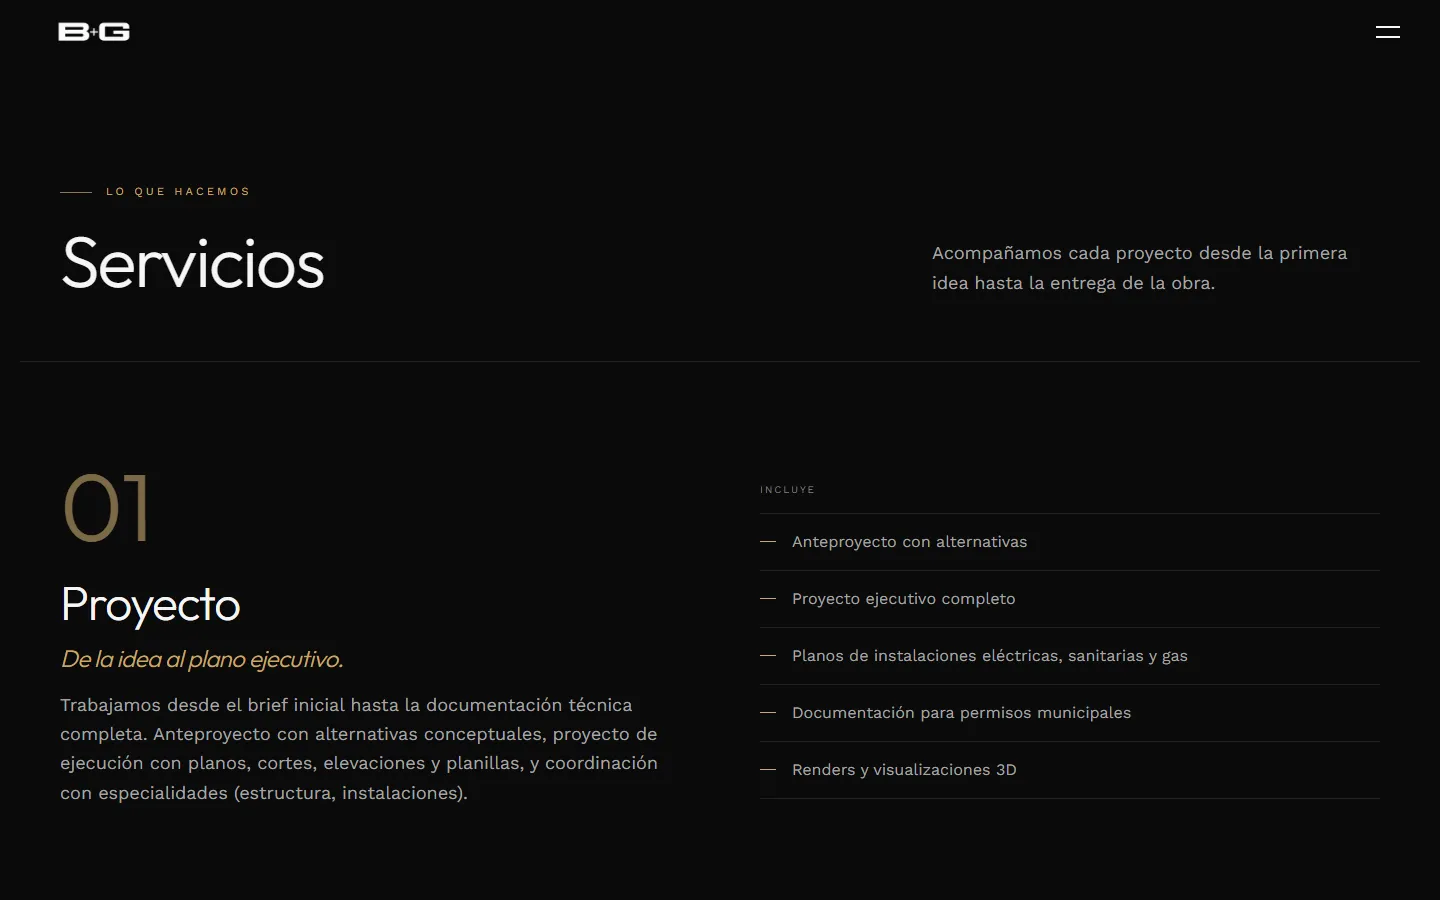 B+G
LO QUE HACEMOS
Servicios
Acompañamos cada proyecto desde la primera
idea hasta la entrega de la obra.
01
Proyecto
De la idea al plano ejecutivo.
Trabajamos desde el brief inicial hasta la documentación técnica
completa. Anteproyecto con alternativas conceptuales, proyecto de
ejecución con planos, cortes, elevaciones y planillas, y coordinación
con especialidades (estructura, instalaciones).
INCLUYE
— Anteproyecto con alternativas
— Proyecto ejecutivo completo
— Planos de instalaciones eléctricas, sanitarias y gas
— Documentación para permisos municipales
— Renders y visualizaciones 3D